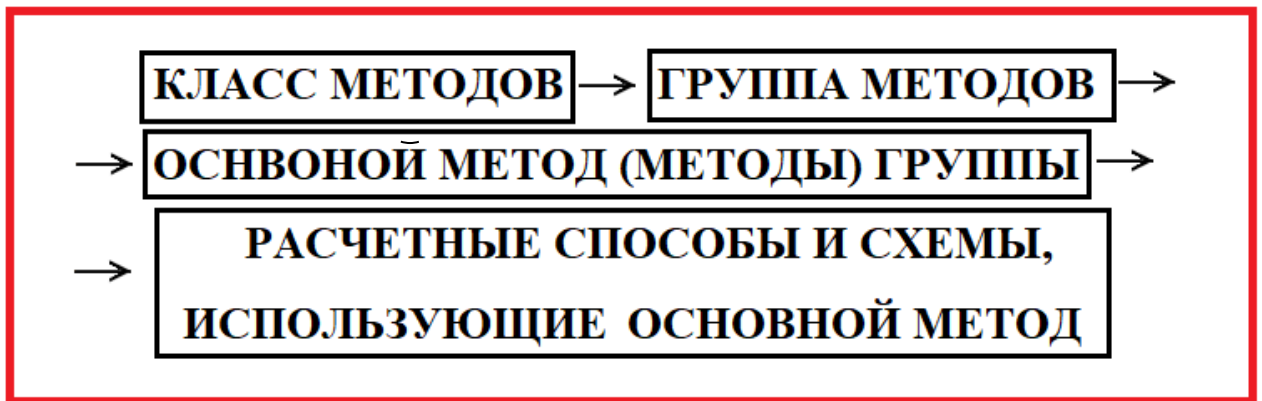 КЛАСС МЕТОДОВ → ГРУППА МЕТОДОВ →
→ ОСНВОНОЙ МЕТОД (МЕТОДЫ) ГРУППЫ →
→ РАСЧЕТНЫЕ СПОСОБЫ И СХЕМЫ,
ИСПОЛЬЗУЮЩИЕ ОСНОВНОЙ МЕТОД